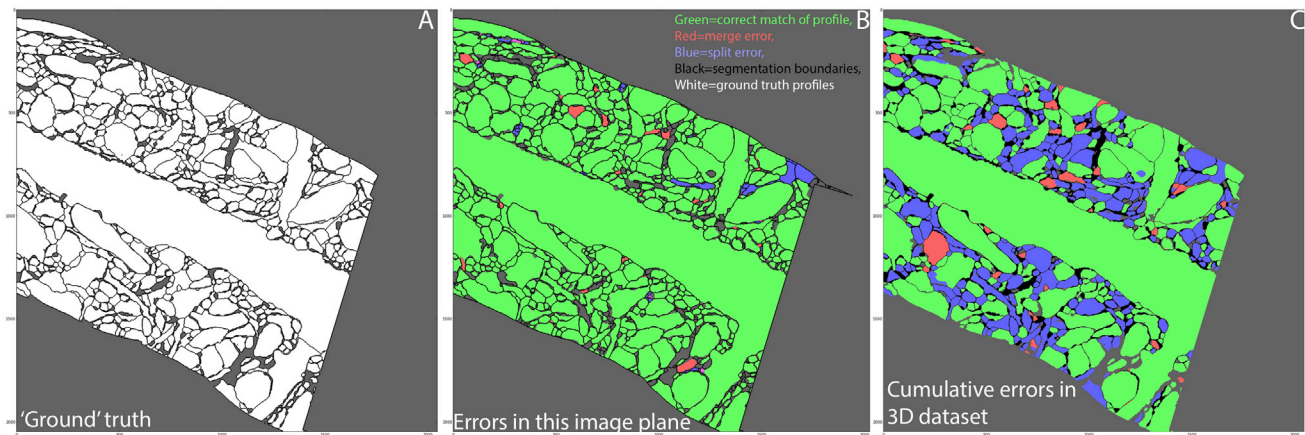 A
'Ground' truth
B
Green=correct match of profile,
Red=merge error,
Blue=split error,
Black=segmentation boundaries,
White=ground truth profiles
Errors in this image plane
C
Cumulative errors in
3D dataset